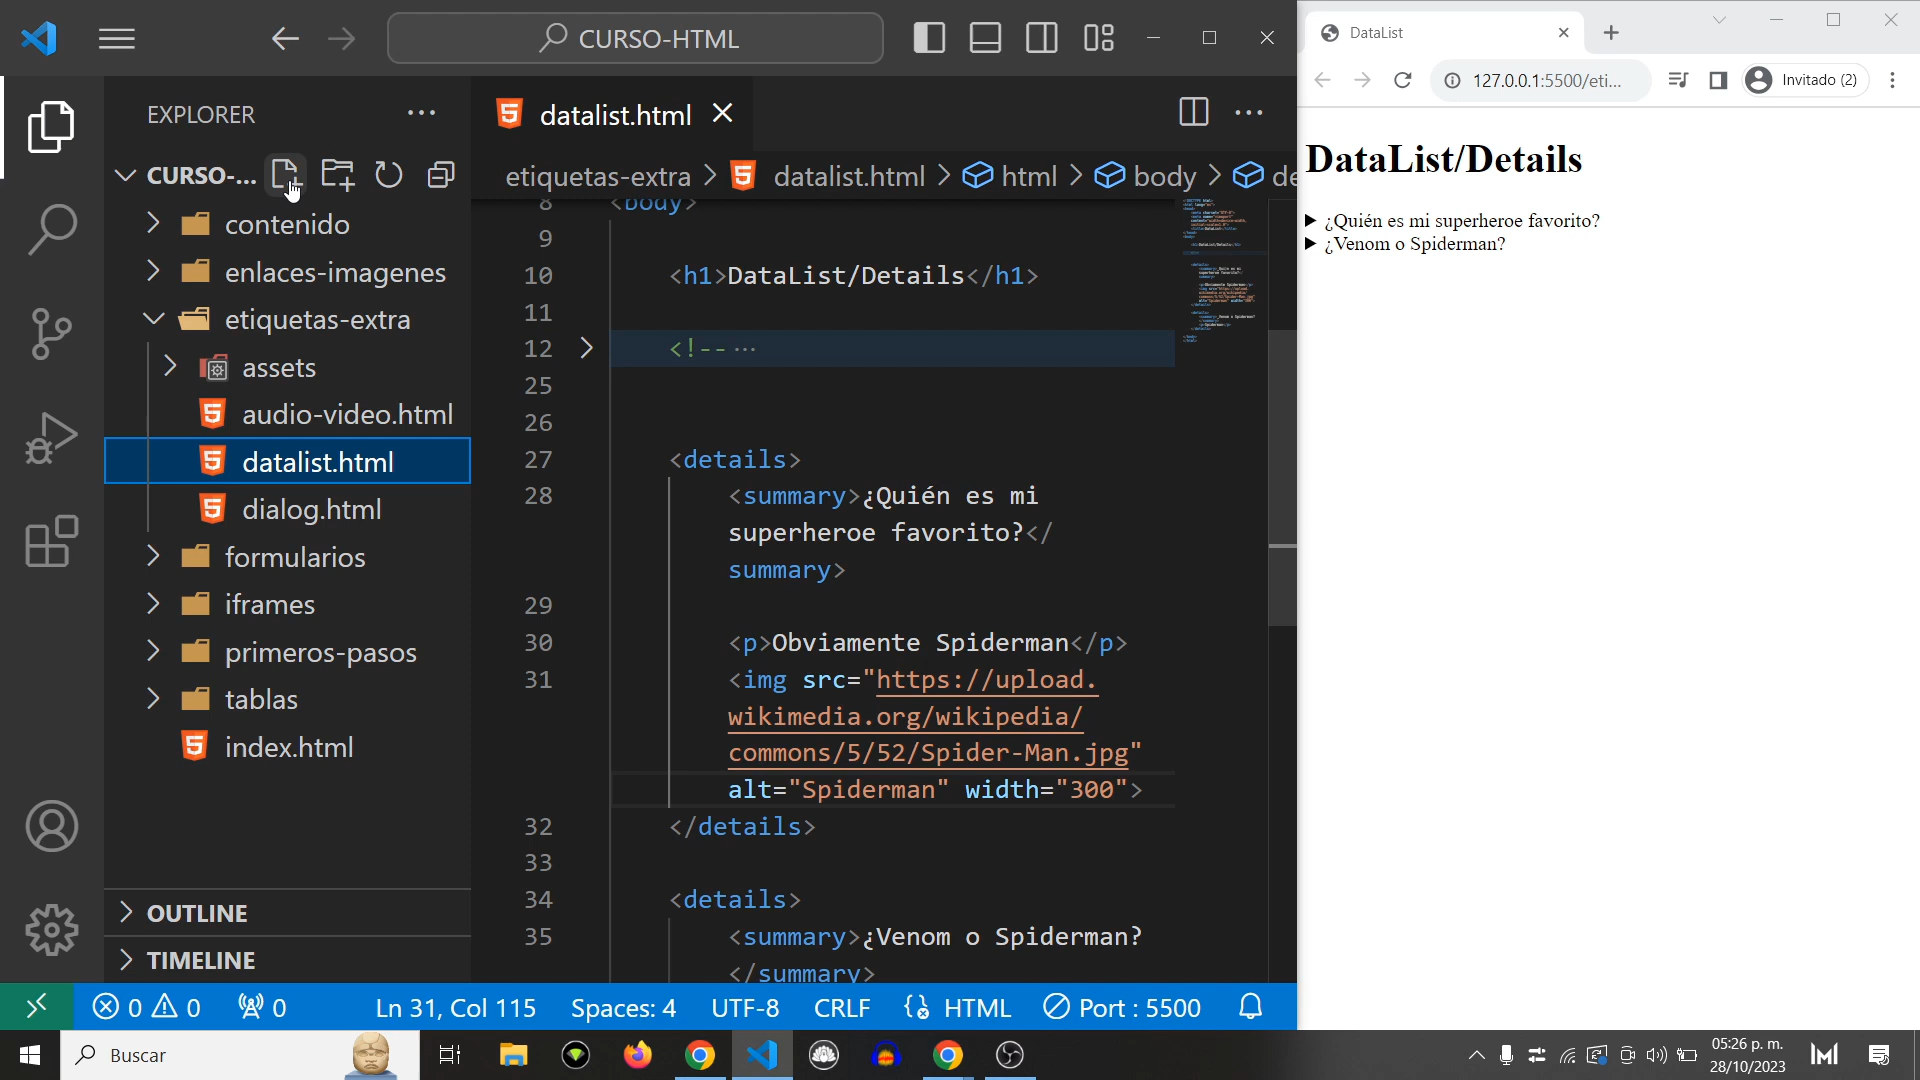 CURSO-HTML
EXPLORER
CURSO-...
contenido
enlaces-imagenes
etiquetas-extra
assets
audio-video.html
datalist.html
dialog.html
formularios
iframes
primeros-pasos
tablas
index.html
OUTLINE
TIMELINE
datalist.html
etiquetas-extra > datalist.html > html > body > de
8 <body>
9
10 <h1>DataList/Details</h1>
11
12 <!-- ...
25
26
27 <details>
28 <summary>¿Quién es mi
superheroe favorito?</
summary>
29
30 <p>Obviamente Spiderman</p>
31 <img src="https://upload.
wikimedia.org/wikipedia/
commons/5/52/Spider-Man.jpg"
alt="Spiderman" width="300">
32 </details>
33
34 <details>
35 <summary>¿Venom o Spiderman?
</summary>
0 0 0 Ln 31, Col 115 Spaces: 4 UTF-8 CRLF HTML Port : 5500
DataList
127.0.0.1:5500/eti...
Invitado (2)
DataList/Details
¿Quién es mi superheroe favorito?
¿Venom o Spiderman?
Buscar
05:26 p. m.
28/10/2023